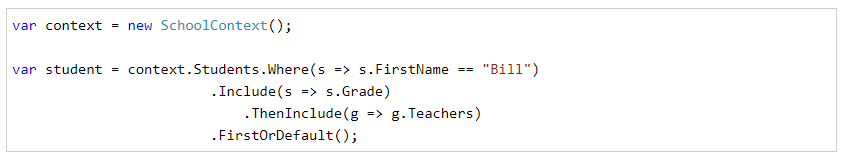 var context = new SchoolContext();
var student = context.Students.Where(s => s.FirstName == "Bill")
.Include(s => s.Grade)
.ThenInclude(g => g.Teachers)
.FirstOrDefault();